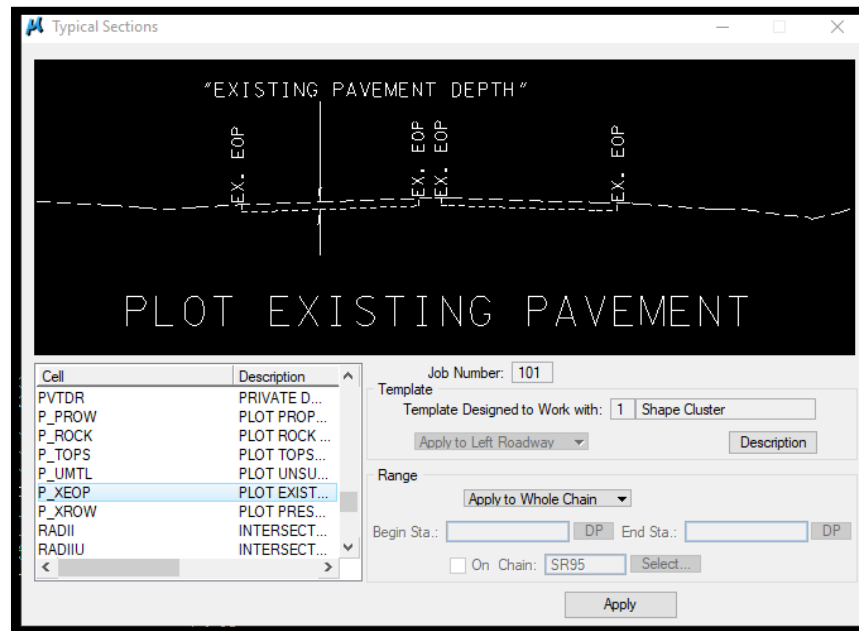 Typical Sections
"EXISTING PAVEMENT DEPTH"
EX. EOP
EX. EOP
EX. EOP
EX. EOP
PLOT EXISTING PAVEMENT
Cell Description
PVTDR PRIVATE D...
P_PROW PLOT PROP...
P_ROCK PLOT ROCK ...
P_TOPS PLOT TOPS...
P_UMTL PLOT UNSU...
P_XEOP PLOT EXIST...
P_XROW PLOT PRES...
RADII INTERSECT...
RADIIU INTERSECT...
Job Number: 101
Template
Template Designed to Work with: 1 Shape Cluster
Apply to Left Roadway Description
Range
Apply to Whole Chain
Begin Sta.: DP End Sta.: DP
On Chain: SR95 Select...
Apply